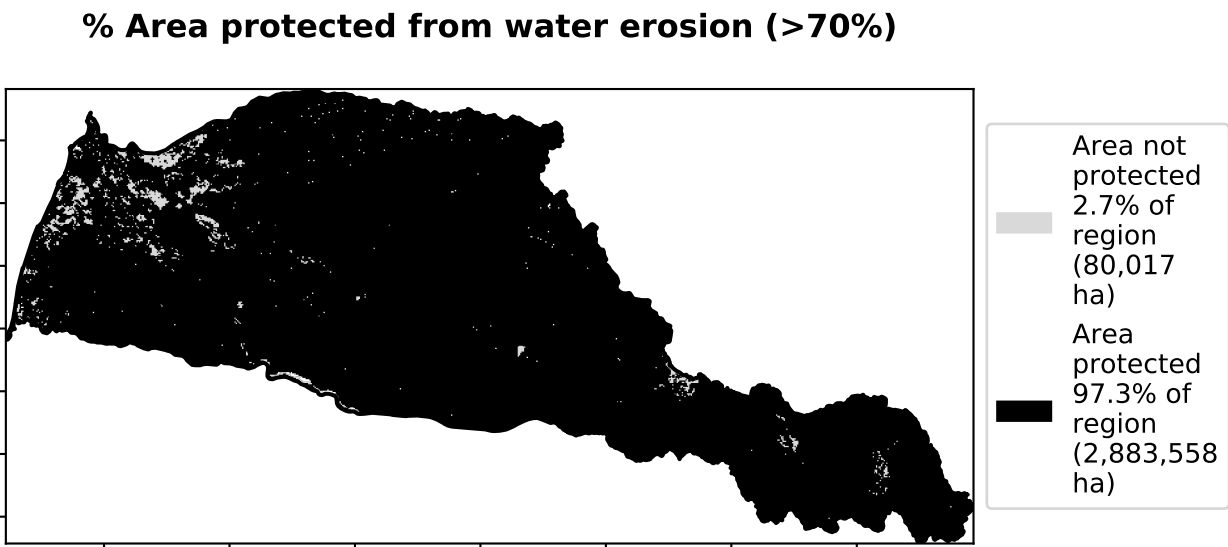 % Area protected from water erosion (>70%)
Area not
protected
2.7% of
region
(80,017
ha)
Area
protected
97.3% of
region
(2,883,558
ha)